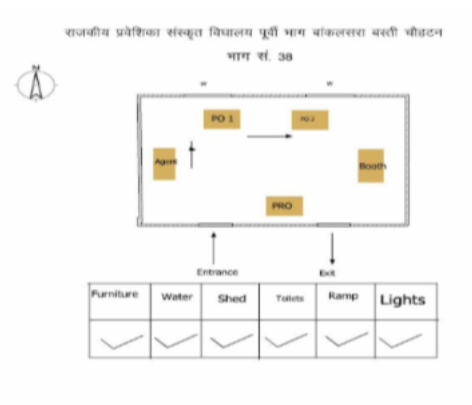 राजकीय प्रवेशिका संस्कृत विधालय पूर्वी भाग बांकलसरा बस्ती चौहटन
भाग सं. 38
N
W W
PO 1 PO 2
Agent
Booth
PRO
Entrance Exit
Furniture Water Shed Toilets Ramp Lights